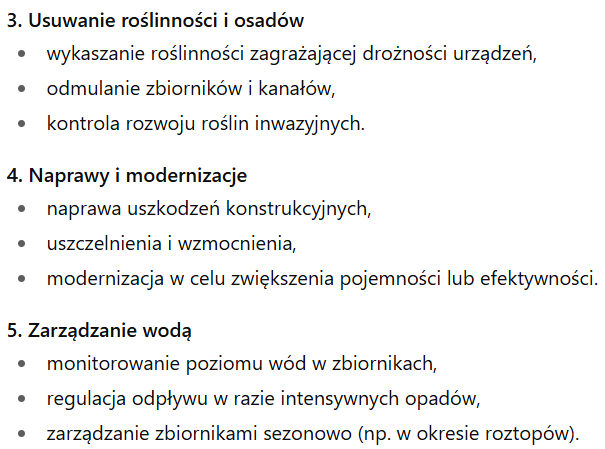 3. Usuwanie roślinności i osadów
• wykaszanie roślinności zagrażającej drożności urządzeń,
• odmulanie zbiorników i kanałów,
• kontrola rozwoju roślin inwazyjnych.
4. Naprawy i modernizacje
• naprawa uszkodzeń konstrukcyjnych,
• uszczelnienia i wzmocnienia,
• modernizacja w celu zwiększenia pojemności lub efektywności.
5. Zarządzanie wodą
• monitorowanie poziomu wód w zbiornikach,
• regulacja odpływu w razie intensywnych opadów,
• zarządzanie zbiornikami sezonowo (np. w okresie roztopów).